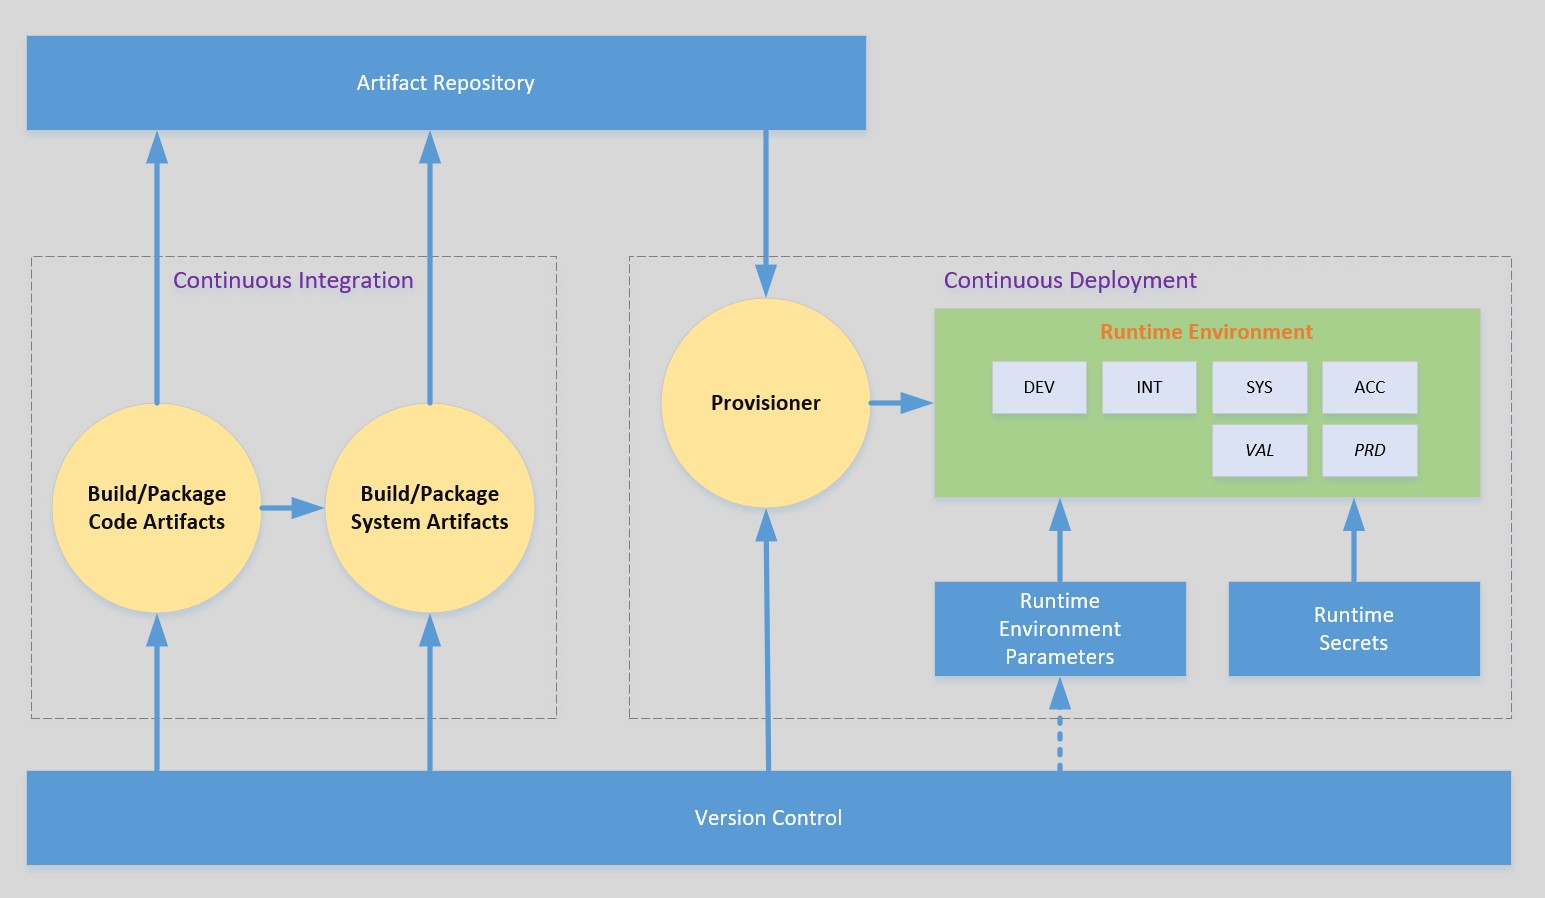 Artifact Repository
Continuous Integration
Continuous Deployment
Runtime Environment
DEV
INT
SYS
ACC
VAL
PRD
Provisioner
Build/Package
Code Artifacts
Build/Package
System Artifacts
Runtime
Environment
Parameters
Runtime
Secrets
Version Control